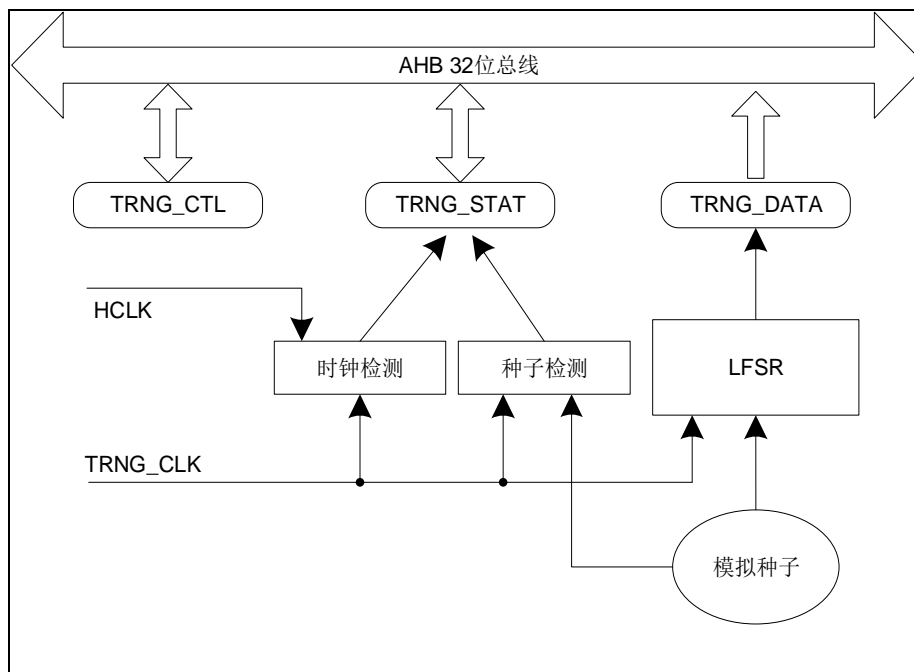 AHB 32位总线
TRNG_CTL
TRNG_STAT
TRNG_DATA
HCLK
时钟检测
种子检测
LFSR
TRNG_CLK
模拟种子